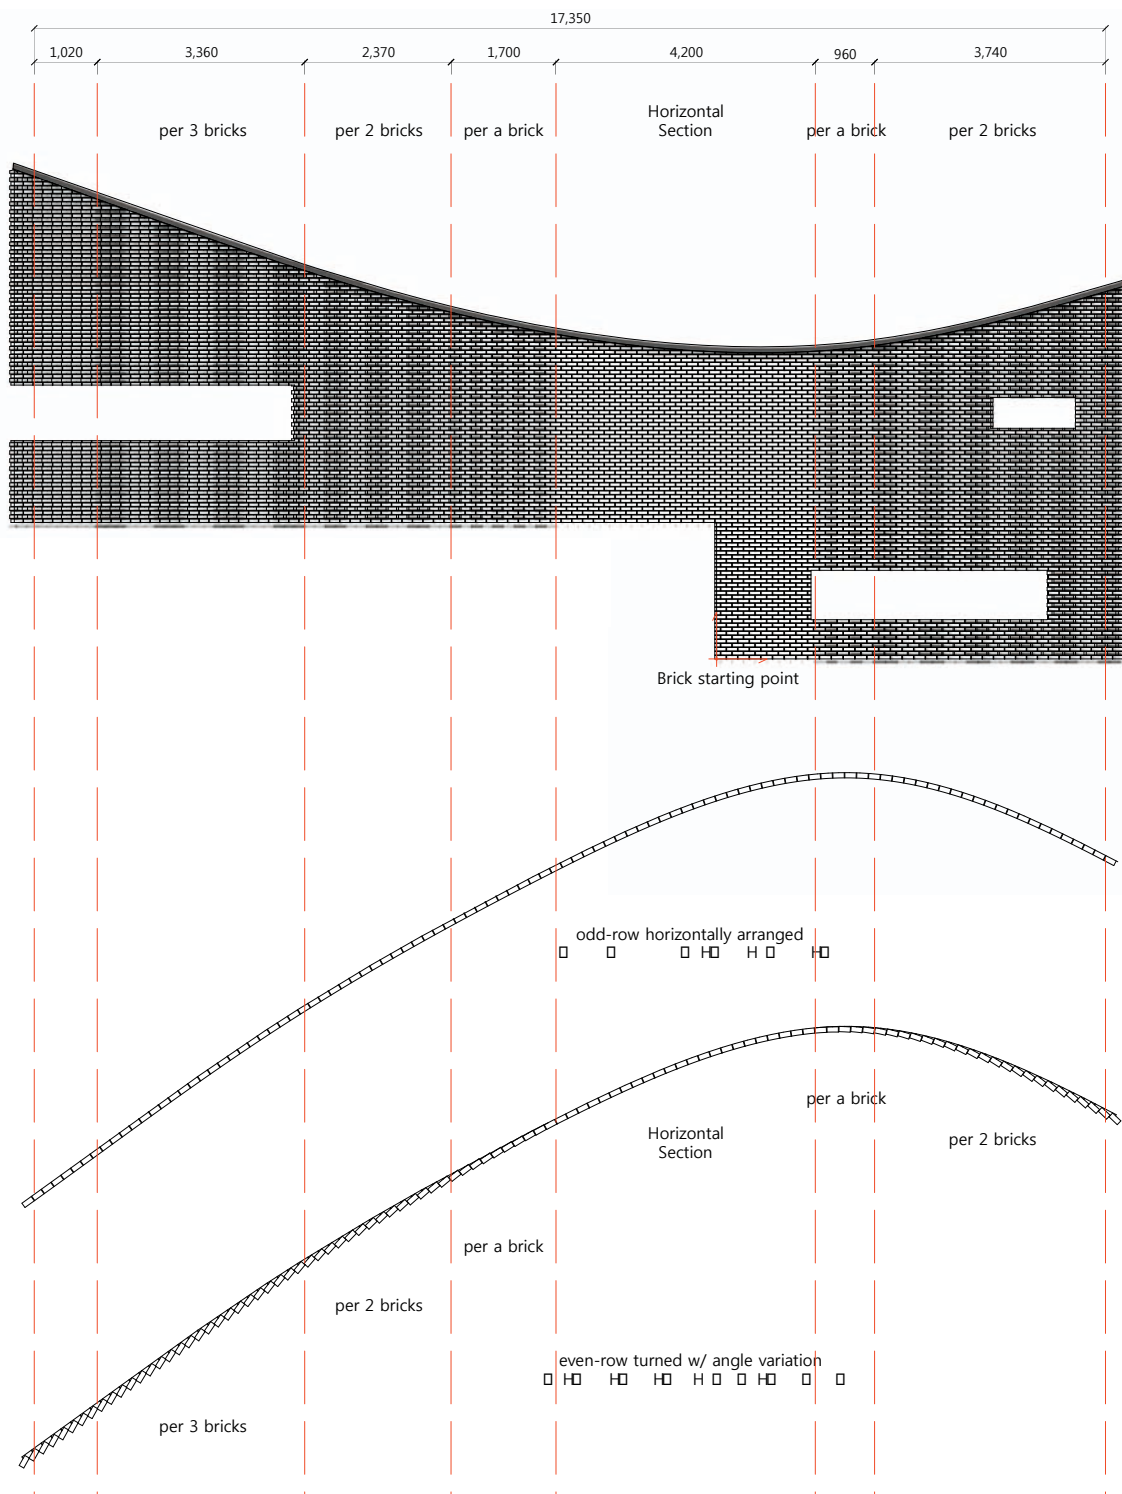 17,350
1,020 3,360 2,370 1,700 4,200 960 3,740
per 3 bricks per 2 bricks per a brick Horizontal Section per a brick per 2 bricks
Brick starting point
odd-row horizontally arranged
per a brick
Horizontal
Section
per 2 bricks
per a brick
per 2 bricks
even-row turned w/ angle variation
per 3 bricks